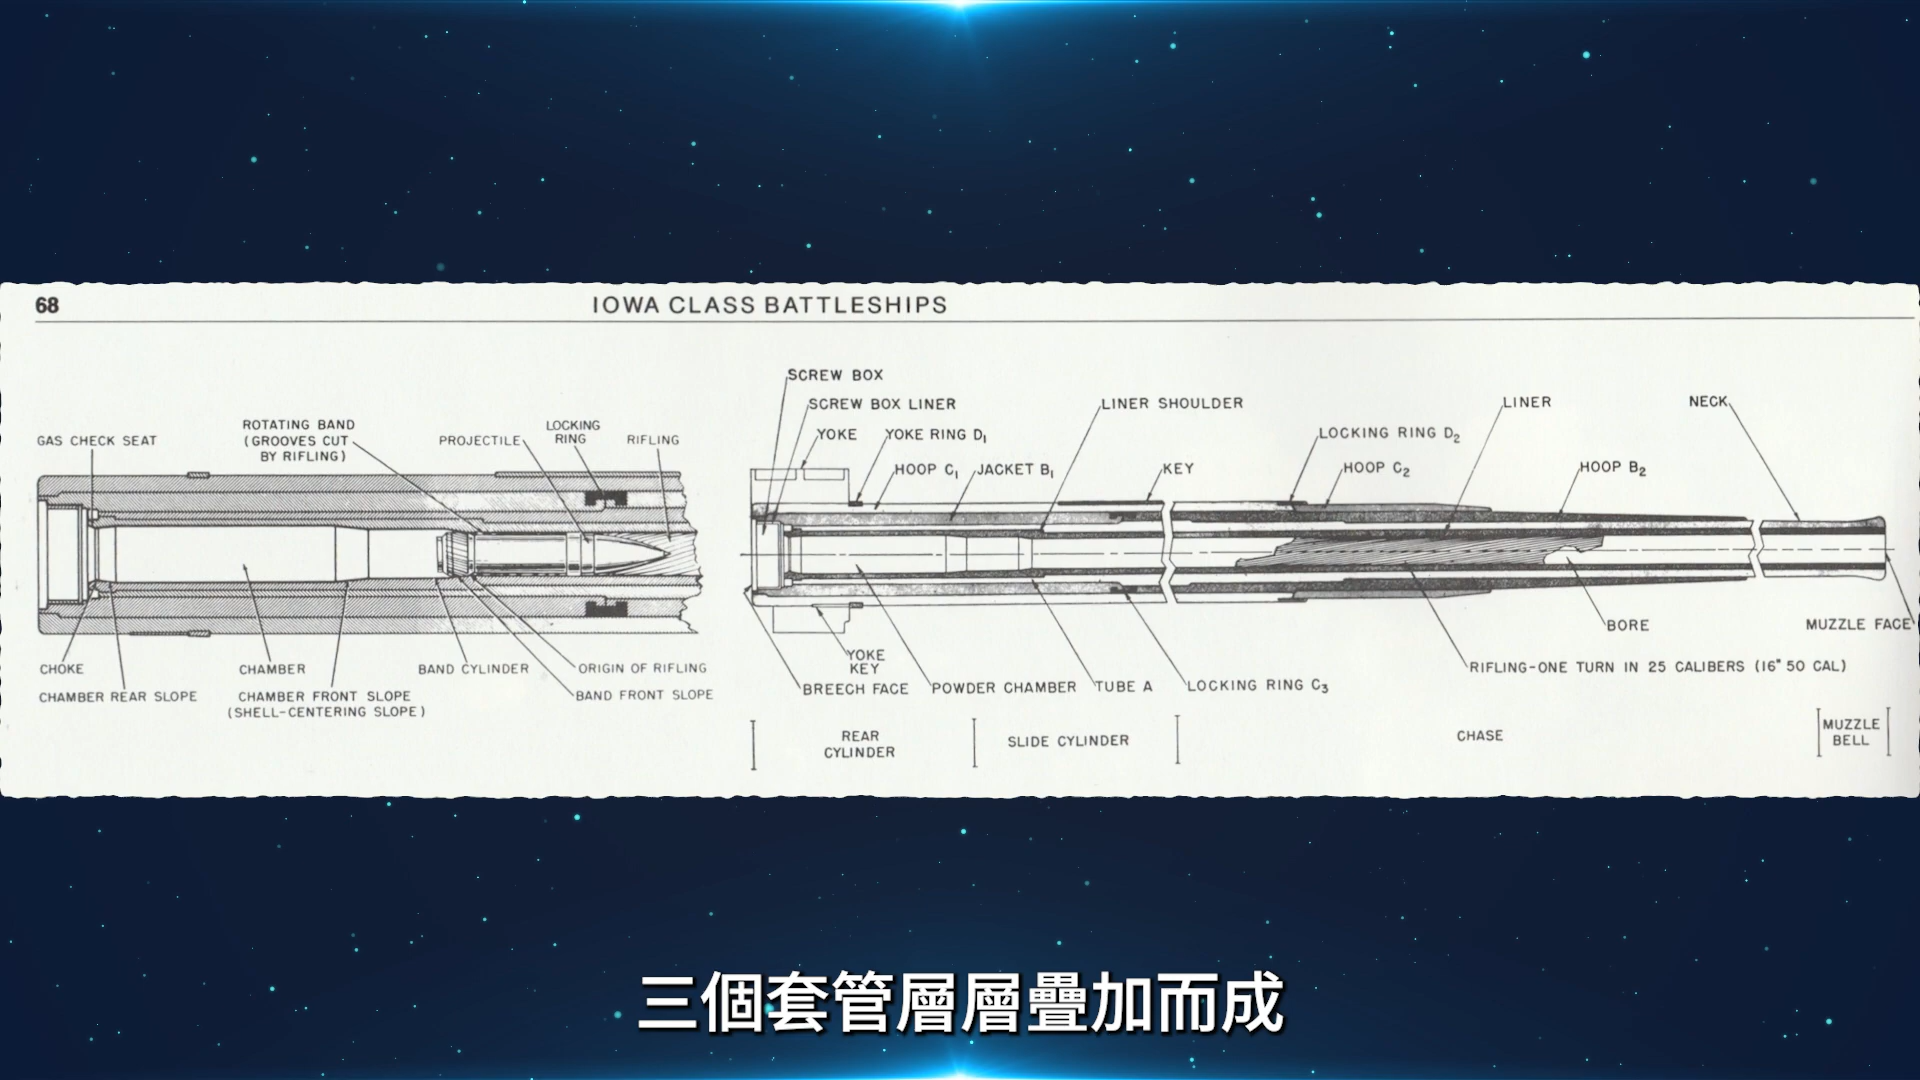 68
IOWA CLASS BATTLESHIPS
GAS CHECK SEAT
ROTATING BAND
(GROOVES CUT
BY RIFLING)
PROJECTILE
LOCKING
RING
RIFLING
CHOKE
CHAMBER REAR SLOPE
CHAMBER
CHAMBER FRONT SLOPE
(SHELL-CENTERING SLOPE)
BAND CYLINDER
ORIGIN OF RIFLING
BAND FRONT SLOPE
SCREW BOX
SCREW BOX LINER
YOKE
YOKE RING D₁
HOOP C₁
JACKET B₁
LINER SHOULDER
KEY
LOCKING RING D₂
HOOP C₂
LINER
HOOP B₂
NECK
YOKE
KEY
BREECH FACE
POWDER CHAMBER
TUBE A
LOCKING RING C₃
RIFLING-ONE TURN IN 25 CALIBERS (16" 50 CAL)
BORE
MUZZLE FACE
REAR
CYLINDER
SLIDE CYLINDER
CHASE
MUZZLE
BELL
三個套管層層疊加而成